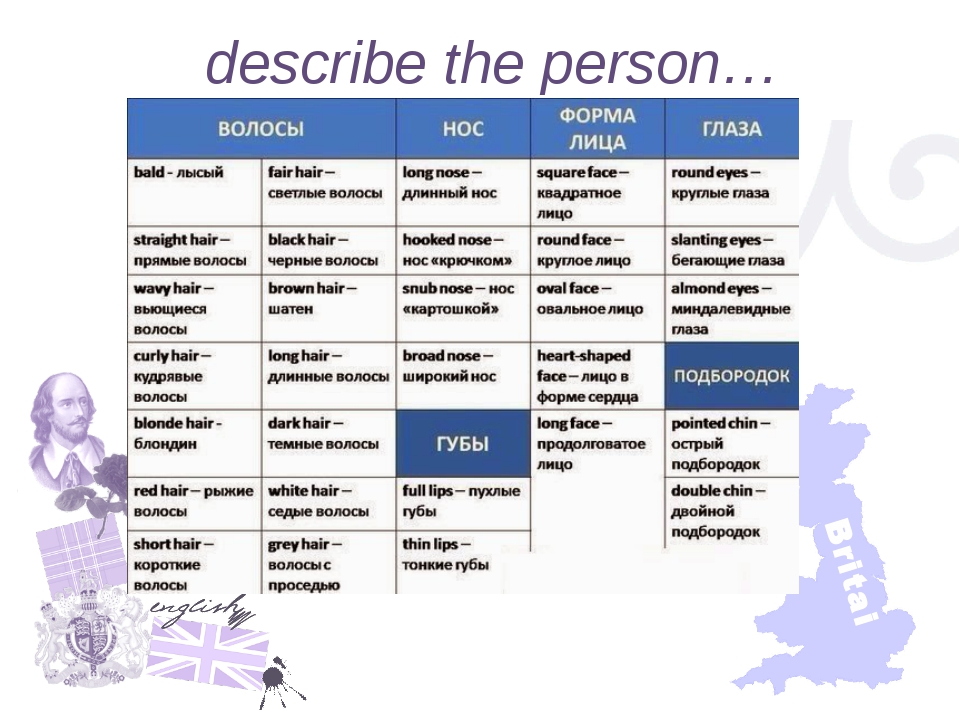 describe the person…
ВОЛОСЫ
НОС
ФОРМА
ЛИЦА
ГЛАЗА
bald - лысый
fair hair –
светлые волосы
long nose –
длинный нос
square face –
квадратное
лицо
round eyes –
круглые глаза
straight hair –
прямые волосы
black hair –
черные волосы
hooked nose –
нос «крючком»
round face –
круглое лицо
slanting eyes –
бегающие глаза
wavy hair –
вьющиеся
волосы
brown hair –
шатен
snub nose – нос
«картошкой»
oval face –
овальное лицо
almond eyes –
миндалевидные
глаза
curly hair –
кудрявые
волосы
long hair –
длинные волосы
broad nose –
широкий нос
heart-shaped
face – лицо в
форме сердца
ПОДБОРОДОК
blonde hair -
блондин
dark hair –
темные волосы
ГУБЫ
long face –
продолговатое
лицо
pointed chin –
острый
подбородок
red hair – рыжие
волосы
white hair –
седые волосы
full lips – пухлые
губы
double chin –
двойной
подбородок
short hair –
короткие
волосы
grey hair –
волосы с
проседью
thin lips –
тонкие губы
english
Britai